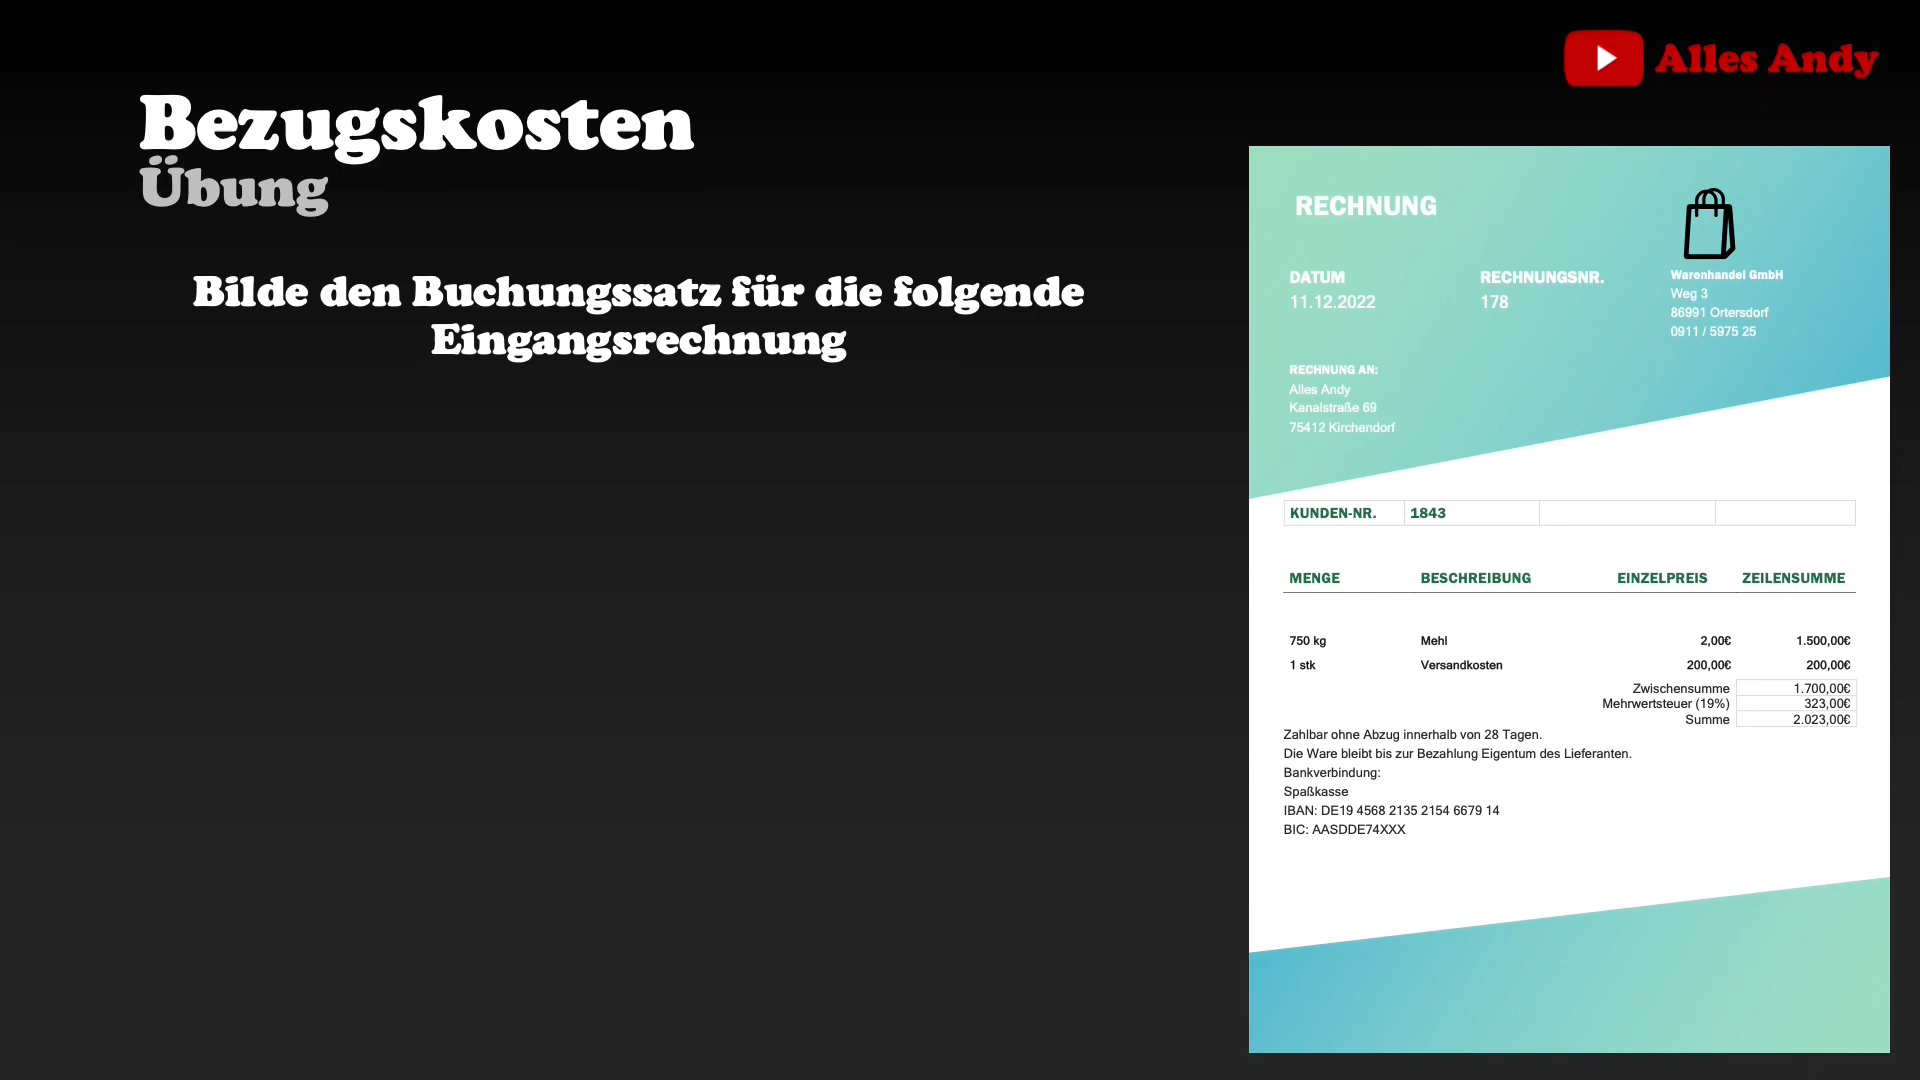 Alles Andy
Bezugskosten
Übung
Bilde den Buchungssatz für die folgende
Eingangsrechnung
RECHNUNG
DATUM RECHNUNGSNR. Warenhandel GmbH
11.12.2022 178 Weg 3
86991 Ortersdorf
0911 / 5975 25
RECHNUNG AN:
Alles Andy
Kanalstraße 69
75412 Kirchendorf
KUNDEN-NR. 1843
MENGE BESCHREIBUNG EINZELPREIS ZEILENSUMME
750 kg Mehl 2,00€ 1.500,00€
1 stk Versandkosten 200,00€ 200,00€
Zwischensumme 1.700,00€
Mehrwertsteuer (19%) 323,00€
Summe 2.023,00€
Zahlbar ohne Abzug innerhalb von 28 Tagen.
Die Ware bleibt bis zur Bezahlung Eigentum des Lieferanten.
Bankverbindung:
Spaßkasse
IBAN: DE19 4568 2135 2154 6679 14
BIC: AASDDE74XXX